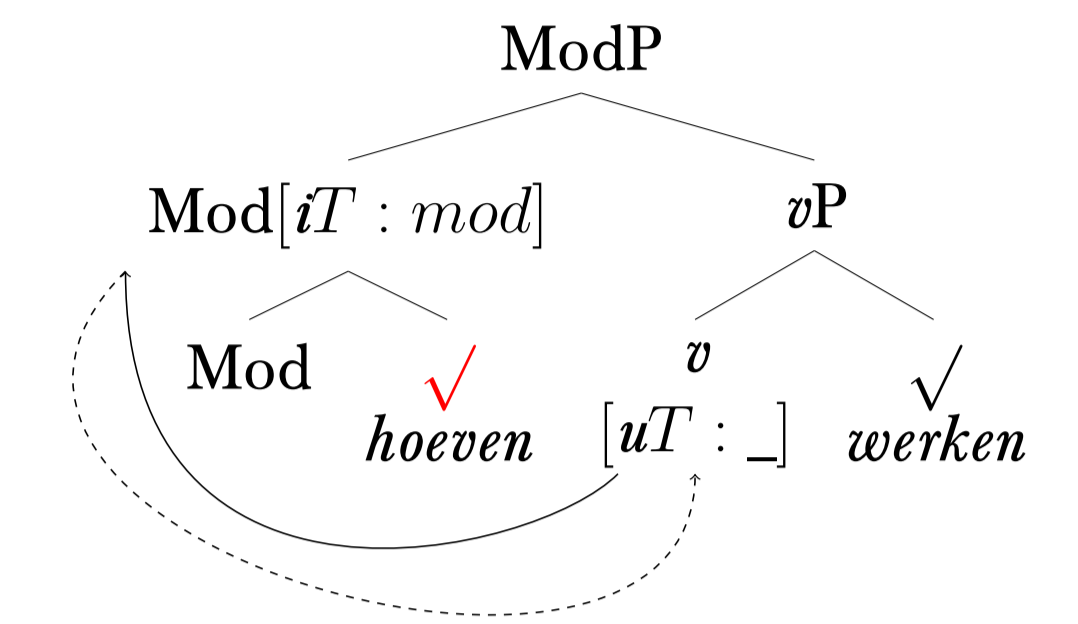 ModP
Mod[iT : mod] vP
Mod √ v √
hoeven [uT : _] werken